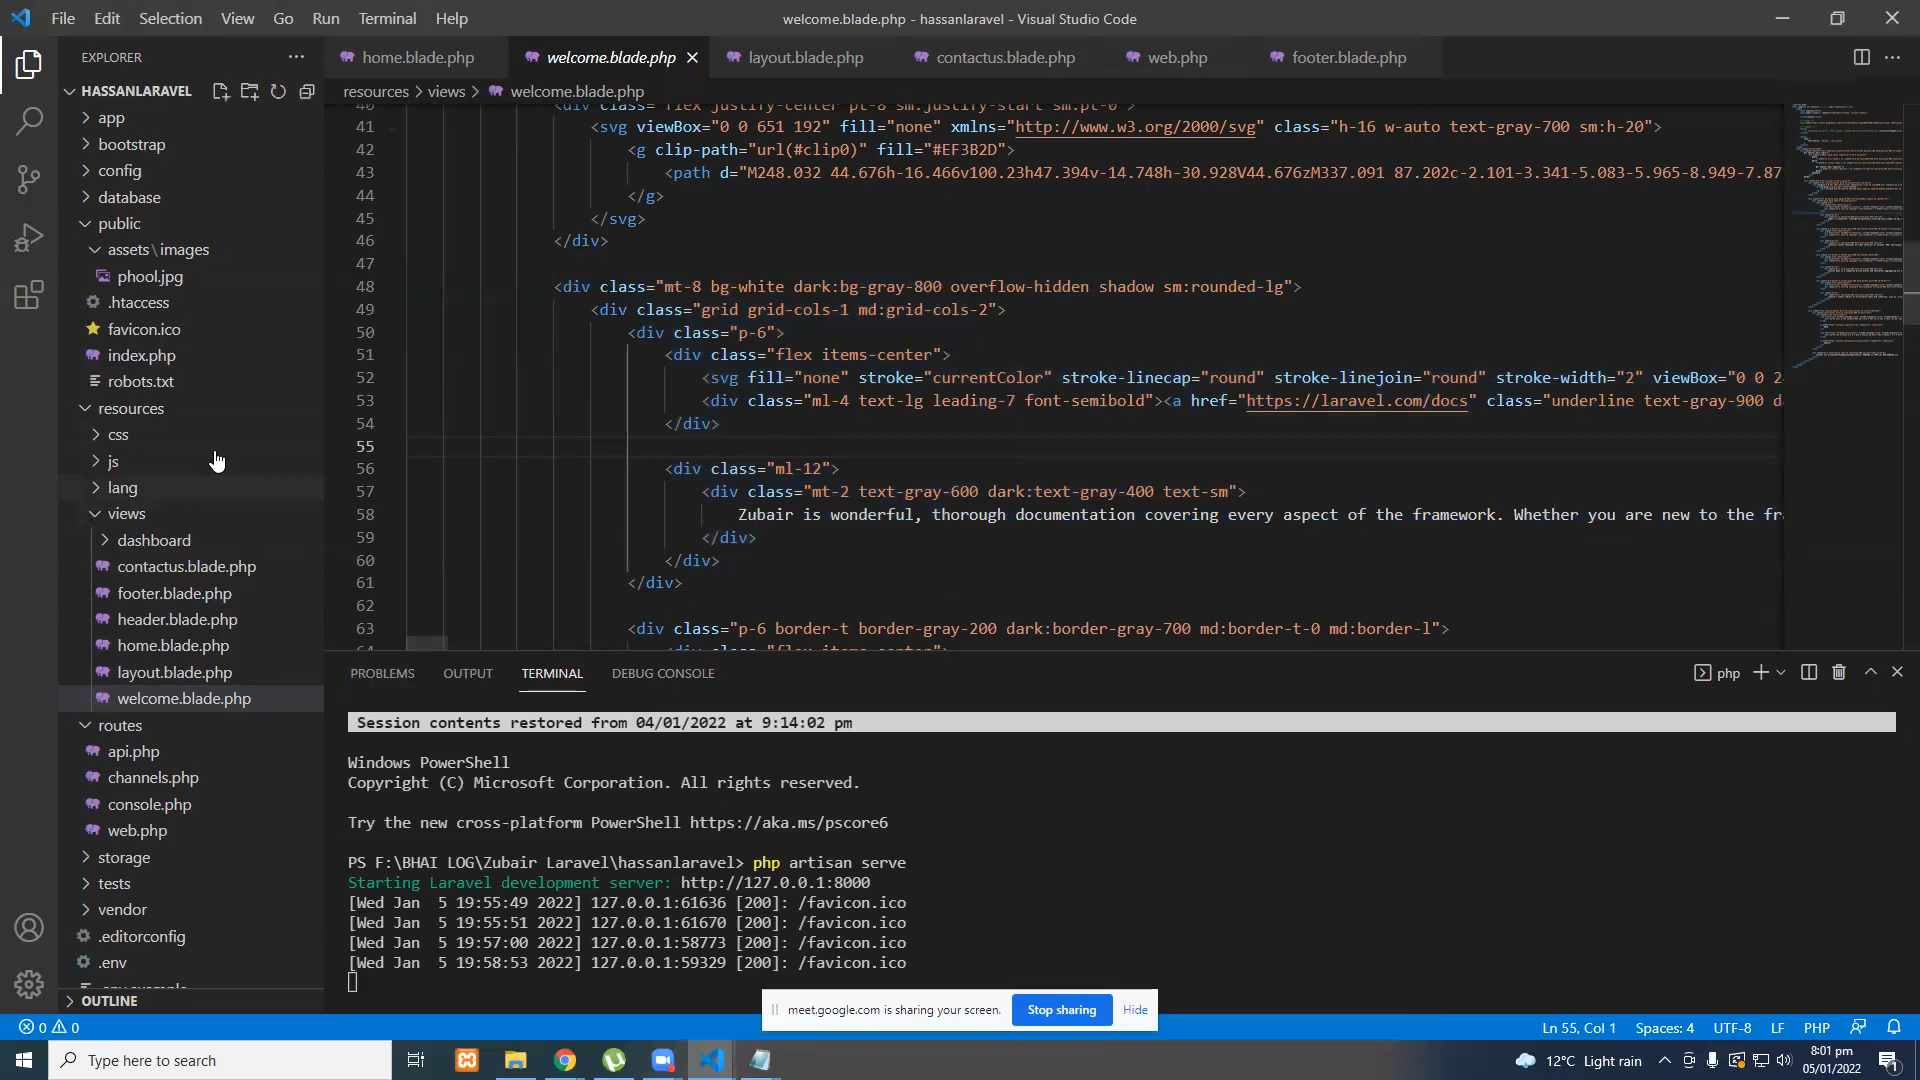 File Edit Selection View Go Run Terminal Help
welcome.blade.php - hassanlaravel - Visual Studio Code
EXPLORER
home.blade.php
welcome.blade.php
layout.blade.php
contactus.blade.php
web.php
footer.blade.php
HASSANLARAVEL
resources > views > welcome.blade.php
app
bootstrap
config
database
public
assets\images
phool.jpg
.htaccess
favicon.ico
index.php
robots.txt
resources
css
js
lang
views
dashboard
contactus.blade.php
footer.blade.php
header.blade.php
home.blade.php
layout.blade.php
welcome.blade.php
routes
api.php
channels.php
console.php
web.php
storage
tests
vendor
.editorconfig
.env
.env.example
OUTLINE
40 <div class="flex justify-center pt-8 sm:justify-start sm:pt-0">
41 <svg viewBox="0 0 651 192" fill="none" xmlns="http://www.w3.org/2000/svg" class="h-16 w-auto text-gray-700 sm:h-20">
42 <g clip-path="url(#clip0)" fill="#EF3B2D">
43 <path d="M248.032 44.676h-16.466v100.23h47.394v-14.748h-30.928V44.676zM337.091 87.202c-2.101-3.341-5.083-5.965-8.949-7.87
44 </g>
45 </svg>
46 </div>
47
48 <div class="mt-8 bg-white dark:bg-gray-800 overflow-hidden shadow sm:rounded-lg">
49 <div class="grid grid-cols-1 md:grid-cols-2">
50 <div class="p-6">
51 <div class="flex items-center">
52 <svg fill="none" stroke="currentColor" stroke-linecap="round" stroke-linejoin="round" stroke-width="2" viewBox="0 0 2
53 <div class="ml-4 text-lg leading-7 font-semibold"><a href="https://laravel.com/docs" class="underline text-gray-900 d
54 </div>
55
56 <div class="ml-12">
57 <div class="mt-2 text-gray-600 dark:text-gray-400 text-sm">
58 Zubair is wonderful, thorough documentation covering every aspect of the framework. Whether you are new to the fr
59 </div>
60 </div>
61 </div>
62
63 <div class="p-6 border-t border-gray-200 dark:border-gray-700 md:border-t-0 md:border-l">
64 <div class="flex items-center">
PROBLEMS OUTPUT TERMINAL DEBUG CONSOLE
php
Session contents restored from 04/01/2022 at 9:14:02 pm
Windows PowerShell
Copyright (C) Microsoft Corporation. All rights reserved.
Try the new cross-platform PowerShell https://aka.ms/pscore6
PS F:\BHAI LOG\Zubair Laravel\hassanlaravel> php artisan serve
Starting Laravel development server: http://127.0.0.1:8000
[Wed Jan  5 19:55:49 2022] 127.0.0.1:61636 [200]: /favicon.ico
[Wed Jan  5 19:55:51 2022] 127.0.0.1:61670 [200]: /favicon.ico
[Wed Jan  5 19:57:00 2022] 127.0.0.1:58773 [200]: /favicon.ico
[Wed Jan  5 19:58:53 2022] 127.0.0.1:59329 [200]: /favicon.ico
meet.google.com is sharing your screen. Stop sharing Hide
0 0
Ln 55, Col 1 Spaces: 4 UTF-8 LF PHP
Type here to search
12°C Light rain
8:01 pm
05/01/2022
1